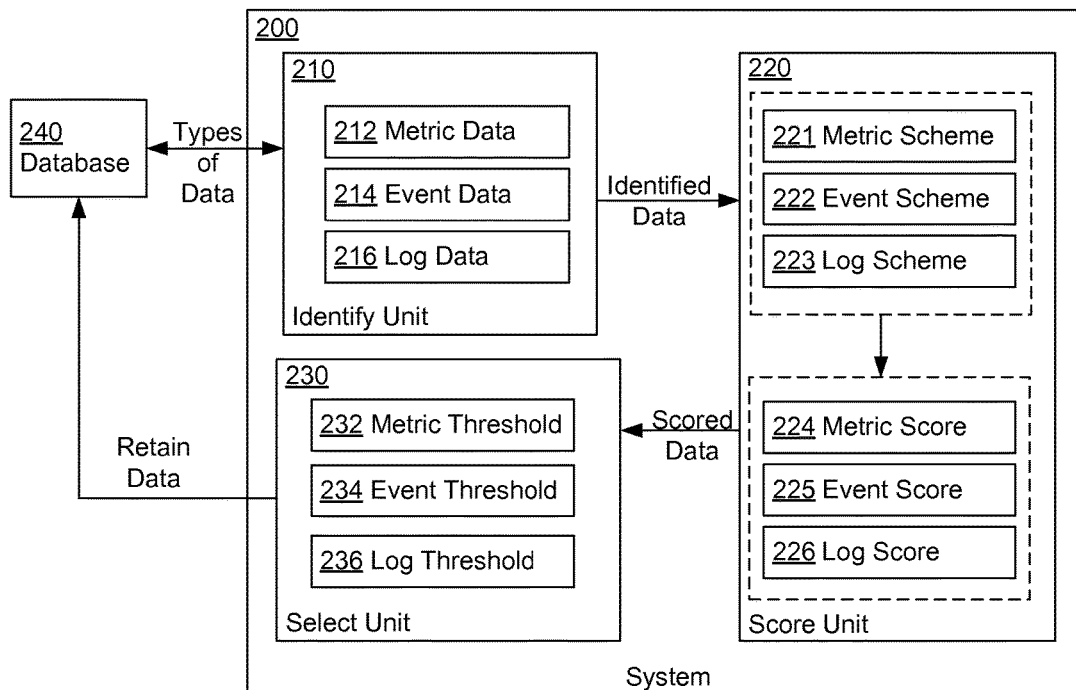 200
210
212 Metric Data
214 Event Data
216 Log Data
Identify Unit
240
Database
Types
of
Data
Identified
Data
220
221 Metric Scheme
222 Event Scheme
223 Log Scheme
224 Metric Score
225 Event Score
226 Log Score
Score Unit
Scored
Data
230
232 Metric Threshold
234 Event Threshold
236 Log Threshold
Select Unit
Retain
Data
System